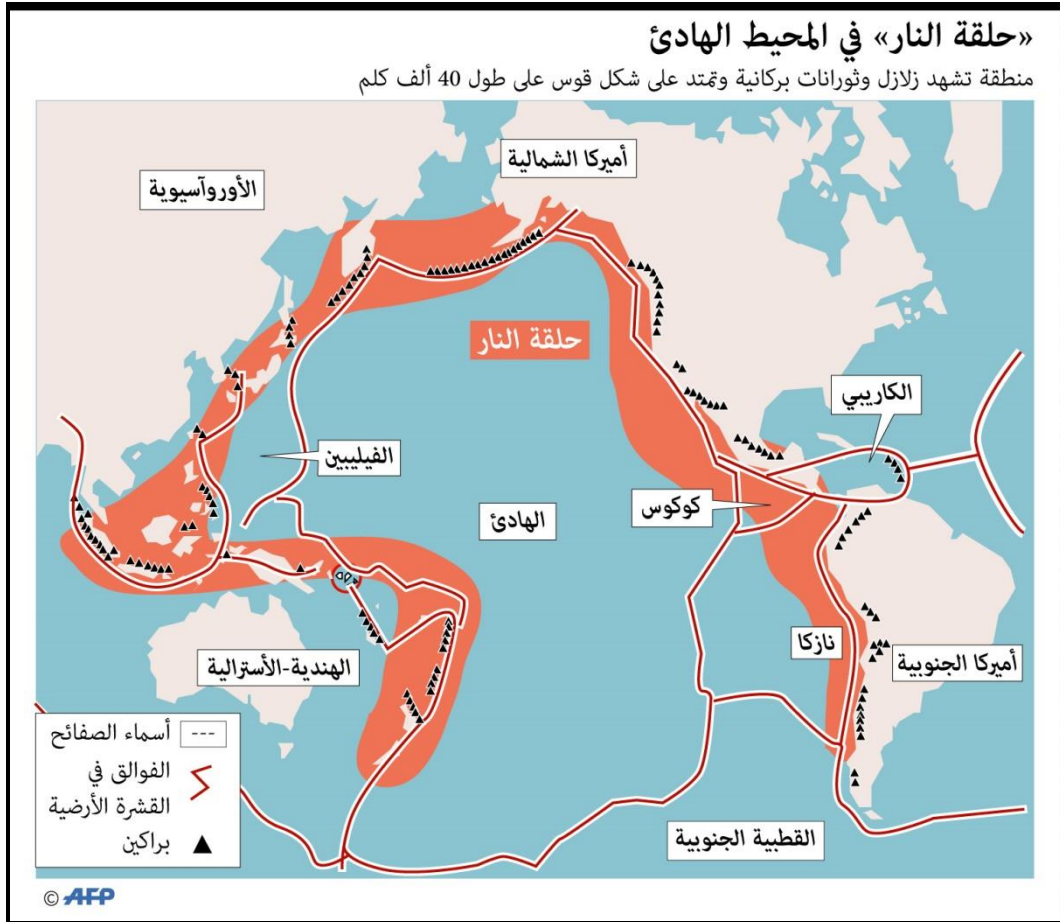 «حلقة النار» في المحيط الهادئ
منطقة تشهد زلازل وثورانات بركانية وتمتد على شكل قوس على طول 40 ألف كلم
أميركا الشمالية
الأوروآسيوية
حلقة النار
الكاريبي
الفيليبين
كوكوس
الهادئ
نازكا
أميركا الجنوبية
الهندية-الأسترالية
أسماء الصفائح
الفوالق في
القشرة الأرضية
براكين
القطبية الجنوبية
© AFP